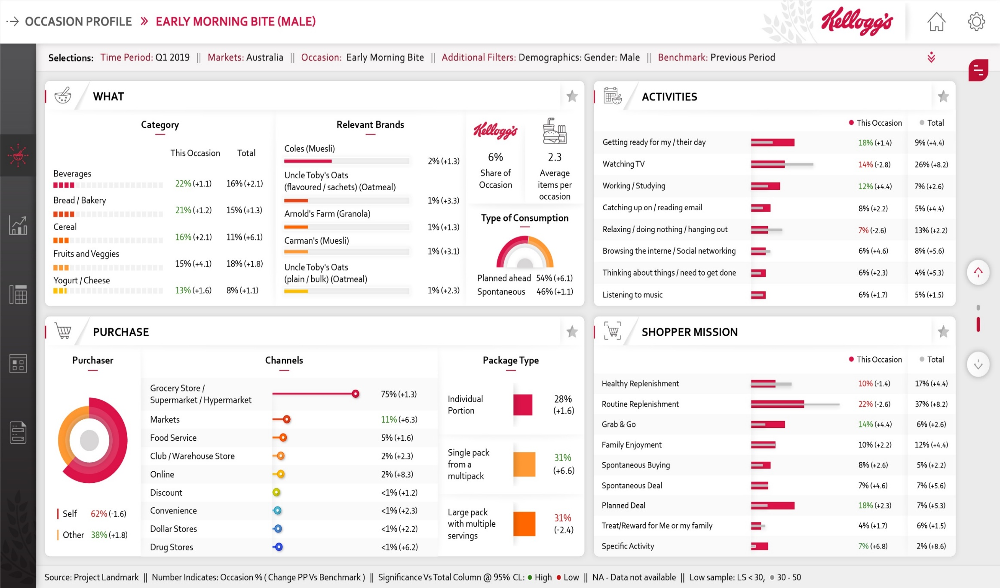 OCCASION PROFILE » EARLY MORNING BITE (MALE)
Kellogg's
Selections: Time Period: Q1 2019 || Markets: Australia || Occasion: Early Morning Bite || Additional Filters: Demographics: Gender: Male || Benchmark: Previous Period
WHAT
Category
This Occasion Total
Beverages
22% (+1.1) 16% (+2.1)
Bread / Bakery
21% (+1.2) 15% (+1.3)
Cereal
16% (+2.1) 11% (+6.1)
Fruits and Veggies
15% (+4.1) 18% (+1.8)
Yogurt / Cheese
13% (+1.6) 8% (+1.1)
Relevant Brands
Coles (Muesli)
2% (+1.3)
Uncle Toby's Oats
(flavoured / sachets) (Oatmeal)
1% (+3.3)
Arnold's Farm (Granola)
1% (+1.3)
Carman's (Muesli)
1% (+3.1)
Uncle Toby's Oats
(plain / bulk) (Oatmeal)
1% (+2.3)
Kellogg's
6%
Share of
Occasion
2.3
Average
items per
occasion
Type of Consumption
Planned ahead 54% (+6.1)
Spontaneous 46% (+1.1)
ACTIVITIES
This Occasion Total
Getting ready for my / their day 18% (+1.4) 9% (+4.4)
Watching TV 14% (-2.8) 26% (+8.2)
Working / Studying 12% (+4.4) 7% (+2.6)
Catching up on / reading email 8% (+2.2) 5% (+4.4)
Relaxing / doing nothing / hanging out 7% (-2.6) 13% (+2.2)
Browsing the interne / Social networking 6% (+4.6) 8% (+5.6)
Thinking about things / need to get done 6% (+2.3) 4% (+5.3)
Listening to music 6% (+1.7) 5% (+1.5)
PURCHASE
Purchaser
Self 62% (-1.6)
Other 38% (+1.8)
Channels
Grocery Store /
Supermarket / Hypermarket 75% (+1.3)
Markets 11% (+6.3)
Food Service 5% (+1.6)
Club / Warehouse Store 2% (+2.3)
Online 2% (+8.3)
Discount <1% (+1.2)
Convenience <1% (+2.3)
Dollar Stores <1% (+2.2)
Drug Stores <1% (+6.2)
Package Type
Individual
Portion
28%
(+1.6)
Single pack
from a
multipack
31%
(+6.6)
Large pack
with multiple
servings
31%
(-2.4)
SHOPPER MISSION
This Occasion Total
Healthy Replenishment 10% (-1.4) 17% (+4.4)
Routine Replenishment 22% (-2.6) 37% (+8.2)
Grab & Go 14% (+4.4) 6% (+2.6)
Family Enjoyment 10% (+2.2) 12% (+4.4)
Spontaneous Buying 8% (+2.6) 5% (+2.2)
Spontaneous Deal 7% (+4.6) 7% (+5.6)
Planned Deal 18% (+2.3) 7% (+5.3)
Treat/Reward for Me or my family 4% (+1.7) 6% (+1.5)
Specific Activity 7% (+6.8) 2% (+8.6)
Source: Project Landmark || Number Indicates: Occasion % ( Change PP Vs Benchmark ) || Significance Vs Total Column @ 95% CL: High Low || NA - Data not available || Low sample: LS < 30, 30 - 50